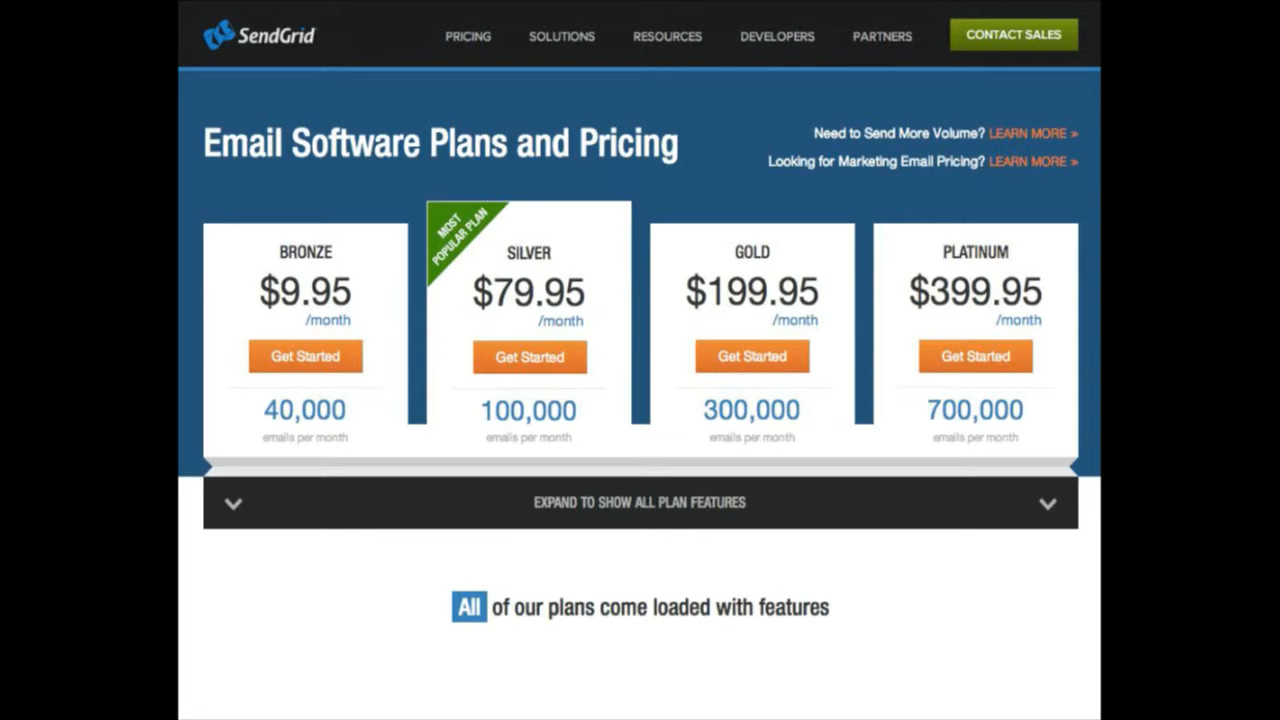 SendGrid
PRICING SOLUTIONS RESOURCES DEVELOPERS PARTNERS CONTACT SALES
Email Software Plans and Pricing
Need to Send More Volume? LEARN MORE »
Looking for Marketing Email Pricing? LEARN MORE »
BRONZE
$9.95
/month
Get Started
40,000
emails per month
MOST
POPULAR PLAN
SILVER
$79.95
/month
Get Started
100,000
emails per month
GOLD
$199.95
/month
Get Started
300,000
emails per month
PLATINUM
$399.95
/month
Get Started
700,000
emails per month
EXPAND TO SHOW ALL PLAN FEATURES
All of our plans come loaded with features